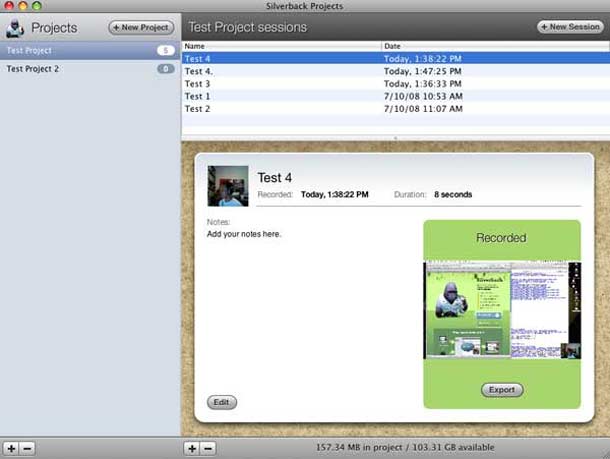 Silverback Projects
Projects
+ New Project
Test Project 5
Test Project 2 0
Test Project sessions
+ New Session
Name Date
Test 4 Today, 1:38:22 PM
Test 4. Today, 1:47:25 PM
Test 3 Today, 1:36:33 PM
Test 1 7/10/08 10:53 AM
Test 2 7/10/08 11:07 AM
Test 4
Recorded: Today, 1:38:22 PM Duration: 8 seconds
Notes:
Add your notes here.
Recorded
Silverback
Export
Edit
157.34 MB in project / 103.31 GB available